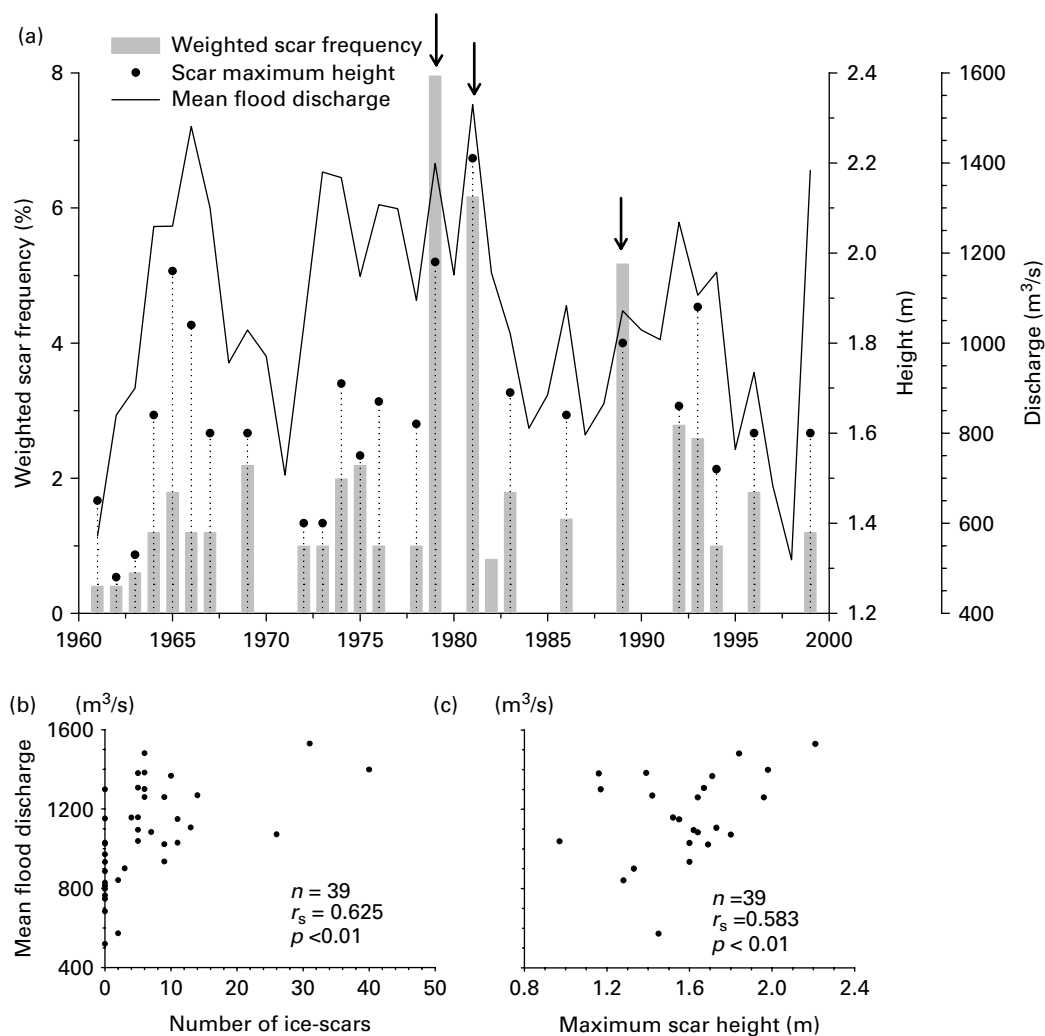 (a)
Weighted scar frequency
Scar maximum height
Mean flood discharge
8
6
4
2
0
Weighted scar frequency (%)
2.4
2.2
2.0
1.8
1.6
1.4
1.2
Height (m)
1600
1400
1200
1000
800
600
400
Discharge (m³/s)
1960 1965 1970 1975 1980 1985 1990 1995 2000
(b) (m³/s)
1600
1200
800
400
Mean flood discharge
n = 39
rs = 0.625
p <0.01
0 10 20 30 40 50
Number of ice-scars
(c) (m³/s)
n =39
rs =0.583
p < 0.01
0.8 1.2 1.6 2.0 2.4
Maximum scar height (m)